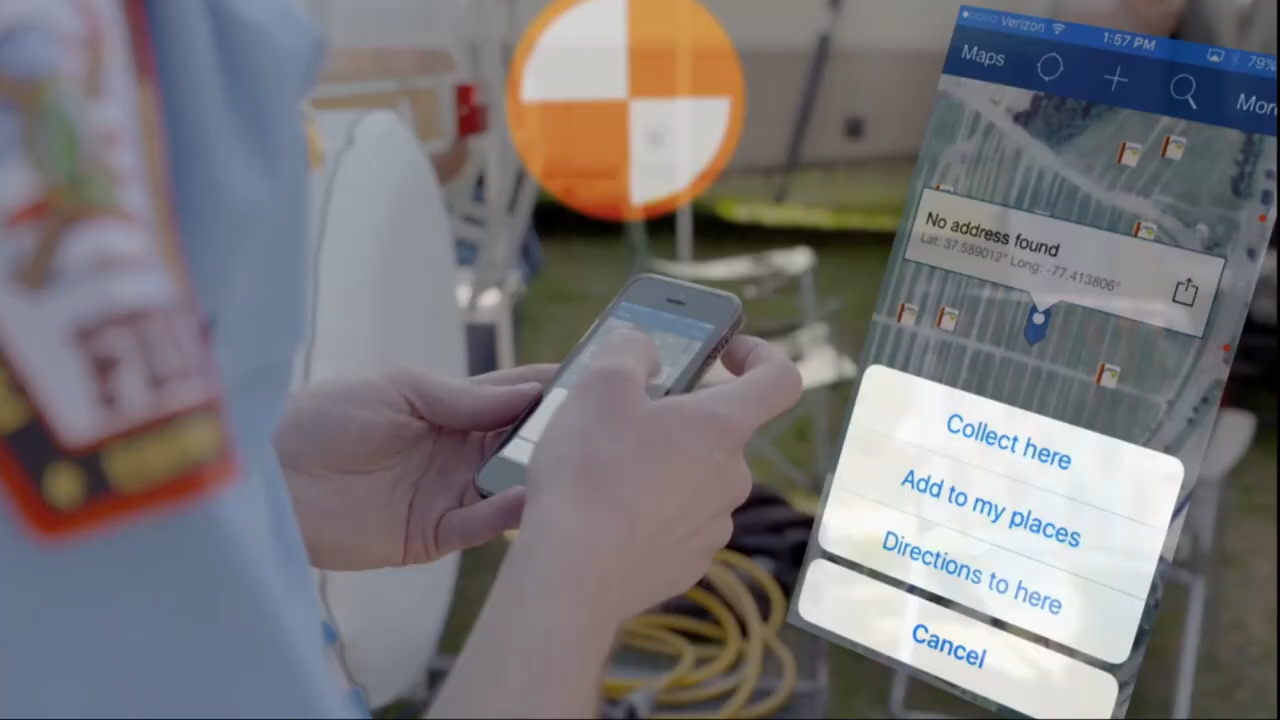 Verizon 1:57 PM 79%
Maps
No address found
Lat: 37.589012° Long: -77.413806°
Collect here
Add to my places
Directions to here
Cancel